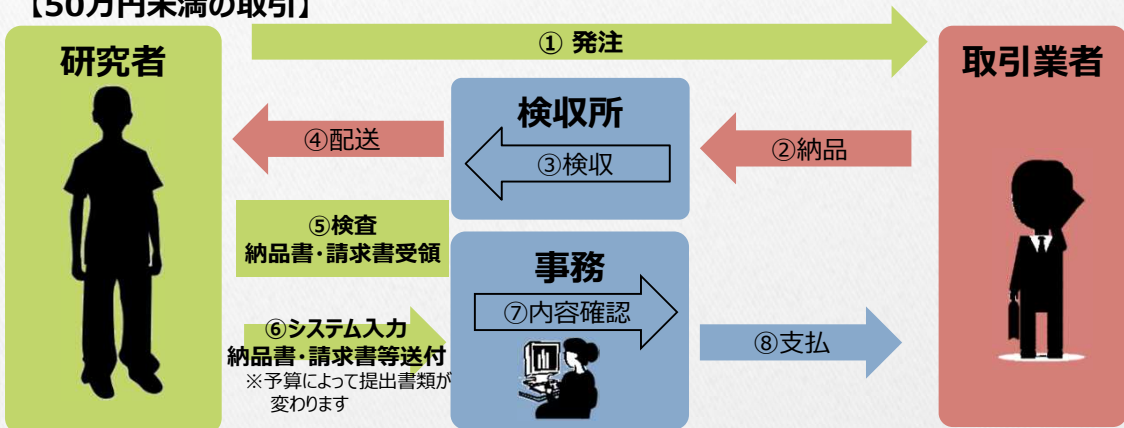 【50万円未満の取引】
研究者
① 発注
取引業者
検収所
④配送
②納品
③検収
⑤検査
納品書・請求書受領
事務
⑦内容確認
⑥システム入力
納品書・請求書等送付
※予算によって提出書類が
変わります
⑧支払